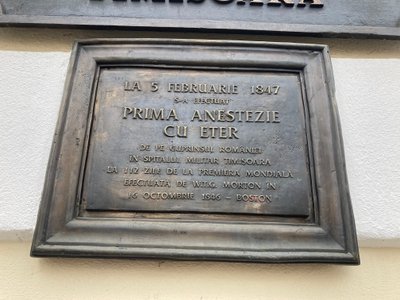 TIMISOARA
LA 5 FEBRUARIE 1847
S-A EFECTUAT
PRIMA ANESTEZIE
CU ETER
DE PE CUPRINSUL ROMÂNIEI
ÎN SPITALUL MILITAR TIMIȘOARA
LA 112 ZILE DE LA PREMIERA MONDIALĂ
EFECTUATĂ DE W.T.G. MORTON ÎN
16 OCTOMBRIE 1846 - BOSTON